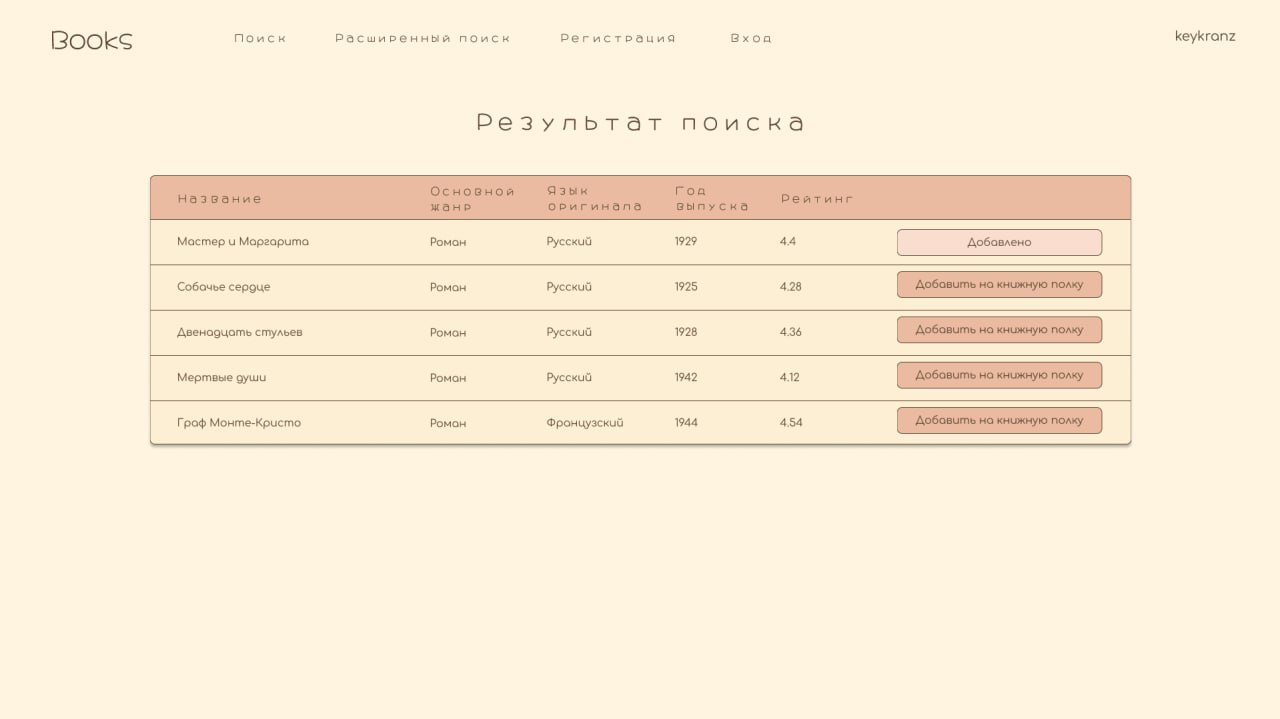 Books Поиск Расширенный поиск Регистрация Вход keykranz
Результат поиска
Название Основной жанр Язык оригинала Год выпуска Рейтинг
Мастер и Маргарита Роман Русский 1929 4.4 Добавлено
Собачье сердце Роман Русский 1925 4.28 Добавить на книжную полку
Двенадцать стульев Роман Русский 1928 4.36 Добавить на книжную полку
Мертвые души Роман Русский 1942 4.12 Добавить на книжную полку
Граф Монте-Кристо Роман Французский 1944 4.54 Добавить на книжную полку